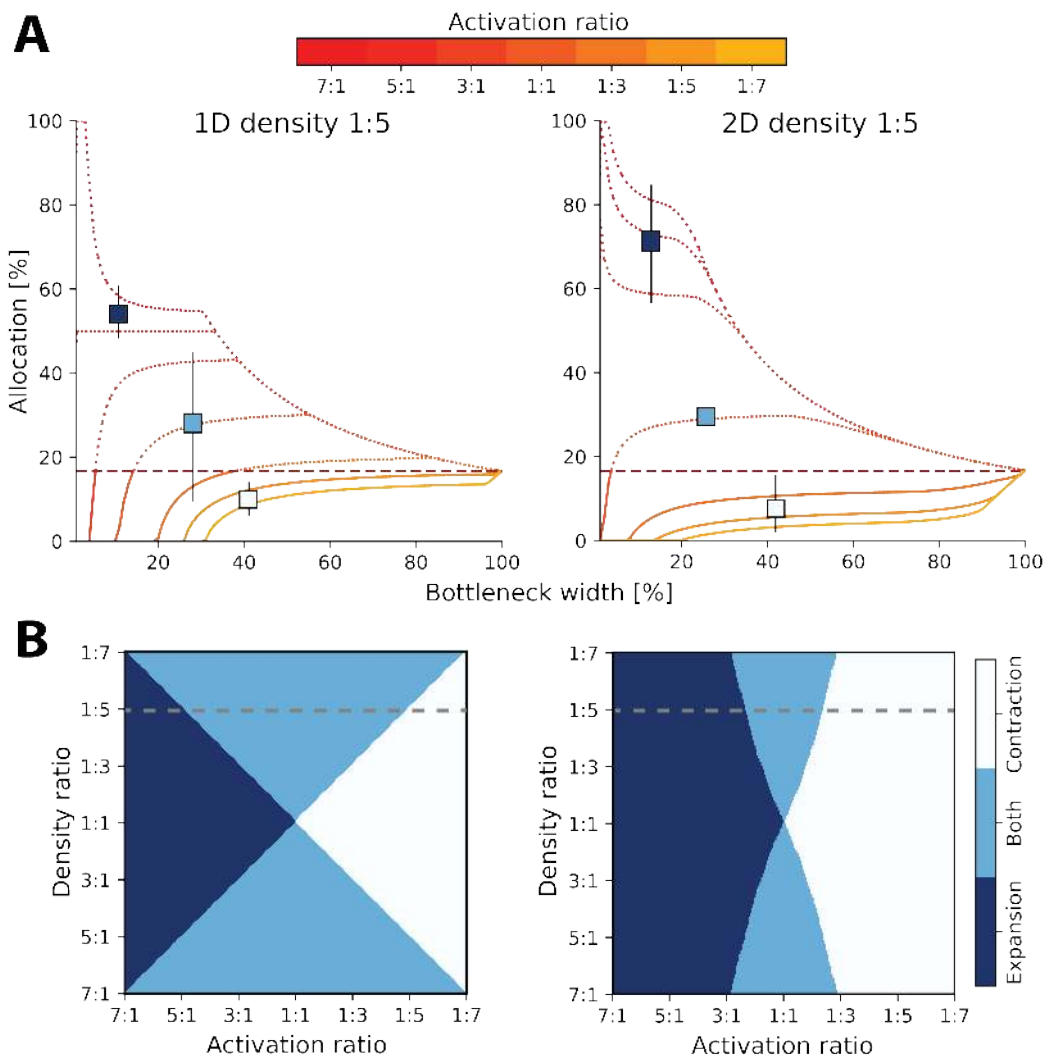 A
Activation ratio
7:1 5:1 3:1 1:1 1:3 1:5 1:7
1D density 1:5
2D density 1:5
Allocation [%]
100
80
60
40
20
0
20 40 60 80 100
100
80
60
40
20
0
20 40 60 80 100
Bottleneck width [%]
B
Density ratio
1:7
1:5
1:3
1:1
3:1
5:1
7:1
7:1 5:1 3:1 1:1 1:3 1:5 1:7
Activation ratio
Density ratio
1:7
1:5
1:3
1:1
3:1
5:1
7:1
7:1 5:1 3:1 1:1 1:3 1:5 1:7
Activation ratio
Contraction
Both
Expansion